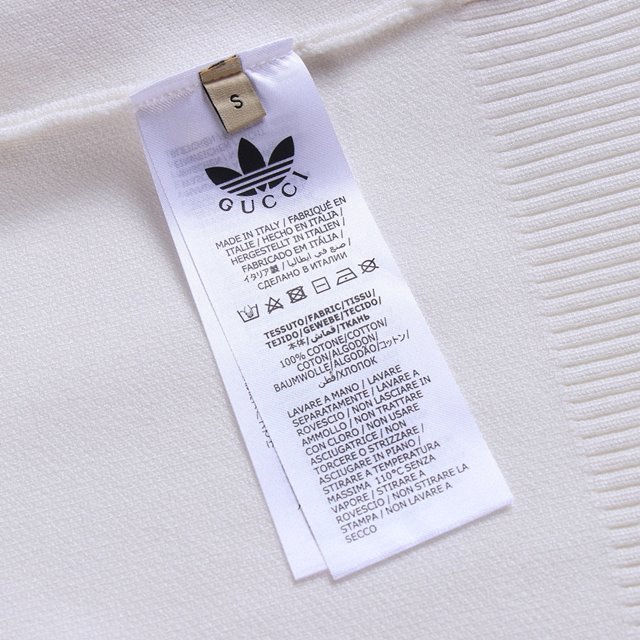 S
GUCCI
MADE IN ITALY / FABRIQUÉ EN
ITALIE / HECHO EN ITALIA /
HERGESTELLT IN ITALIEN /
FABRICADO EM ITÁLIA /
イタリア製 / صنع في ايطاليا /
СДЕЛАНО В ИТАЛИИ
TESSUTO/FABRIC/TISSU/
TEJIDO/GEWEBE/TECIDO/
本体/قماش/ТКАНЬ
100% COTONE/COTTON/
COTON/ALGODON/
BAUMWOLLE/ALGODÃO/コットン/
قطن/ХЛОПОК
LAVARE A MANO / LAVARE
SEPARATAMENTE / LAVARE A
ROVESCIO / NON LASCIARE IN
AMMOLLO / NON TRATTARE
CON CLORO / NON USARE
ASCIUGATRICE / NON
TORCERE O STRIZZARE /
ASCIUGARE IN PIANO /
STIRARE A TEMPERATURA
MASSIMA 110°C SENZA
VAPORE / STIRARE A
ROVESCIO / NON STIRARE LA
STAMPA / NON LAVARE A
SECCO